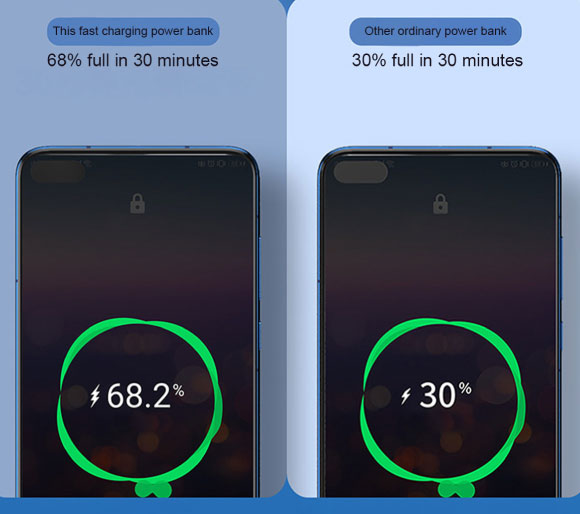 This fast charging power bank
68% full in 30 minutes
68.2%
Other ordinary power bank
30% full in 30 minutes
30%